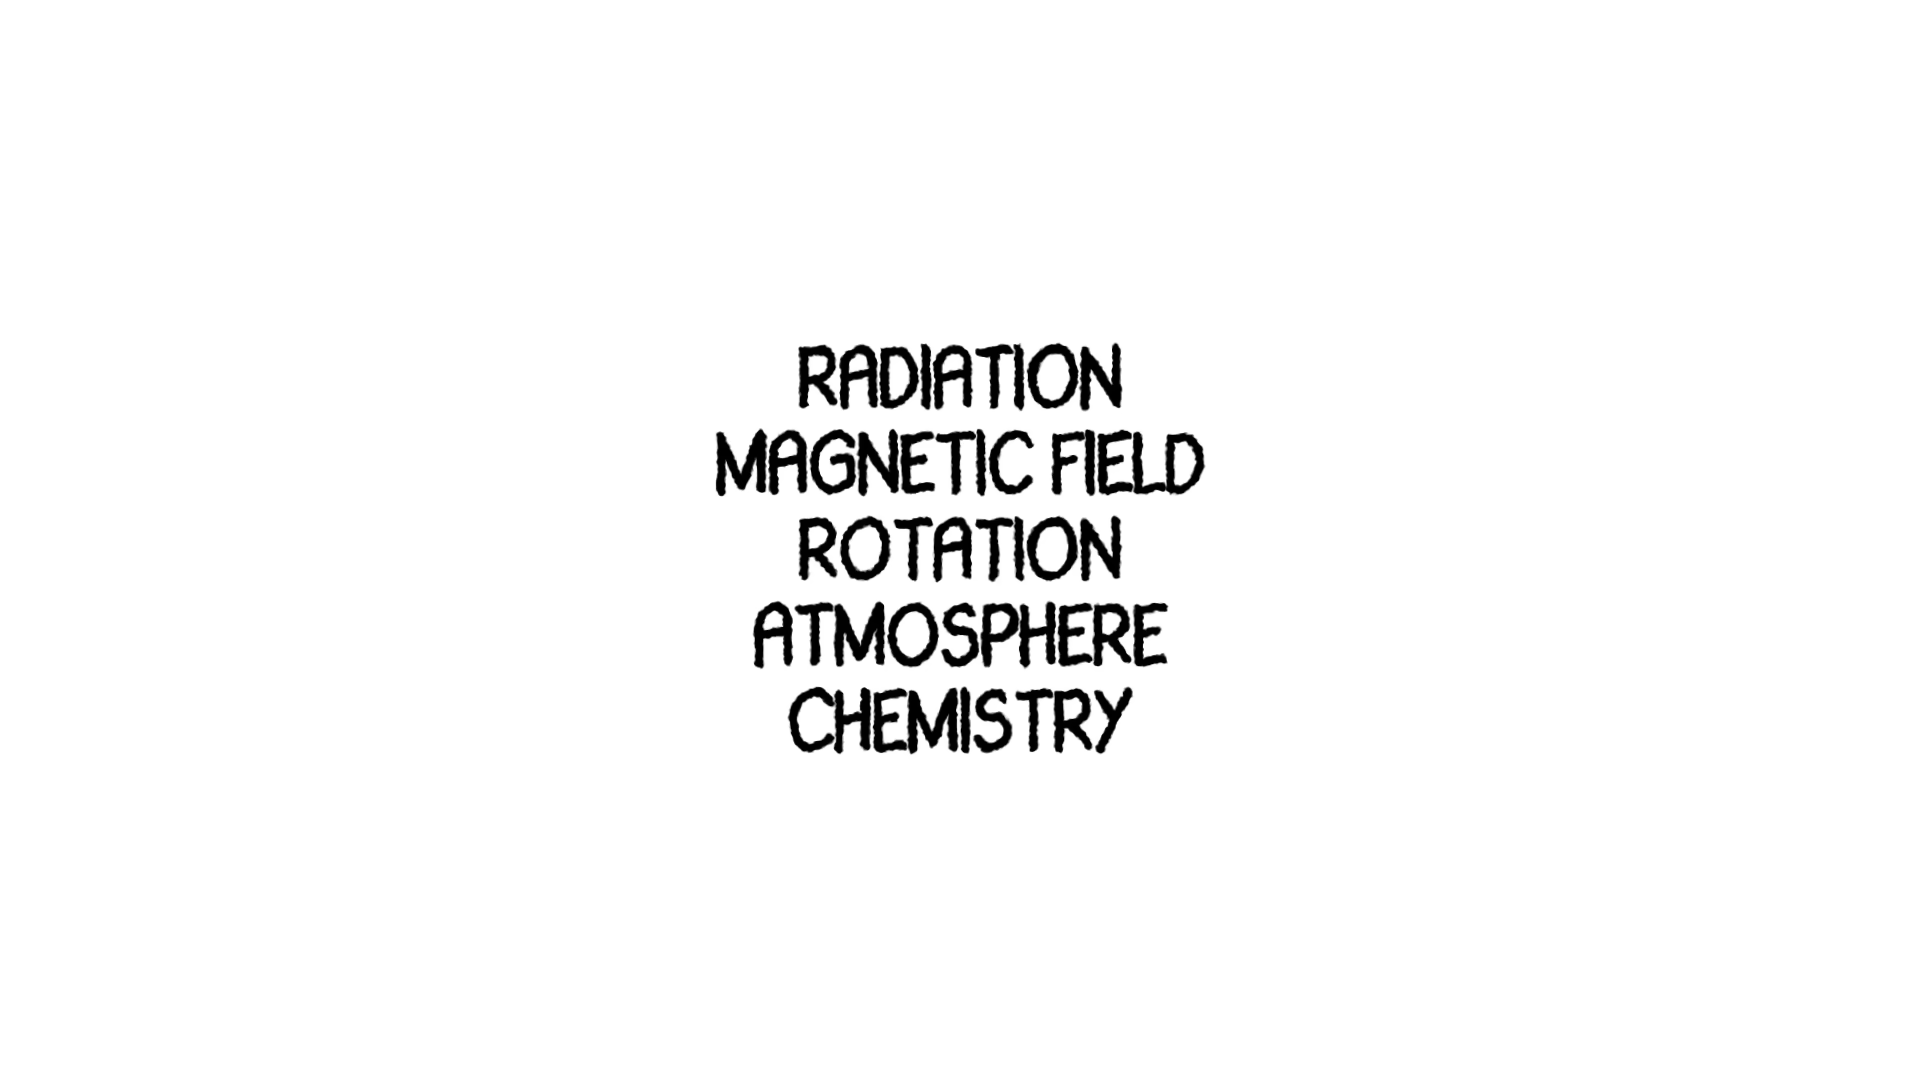 RADIATION
MAGNETIC FIELD
ROTATION
ATMOSPHERE
CHEMISTRY